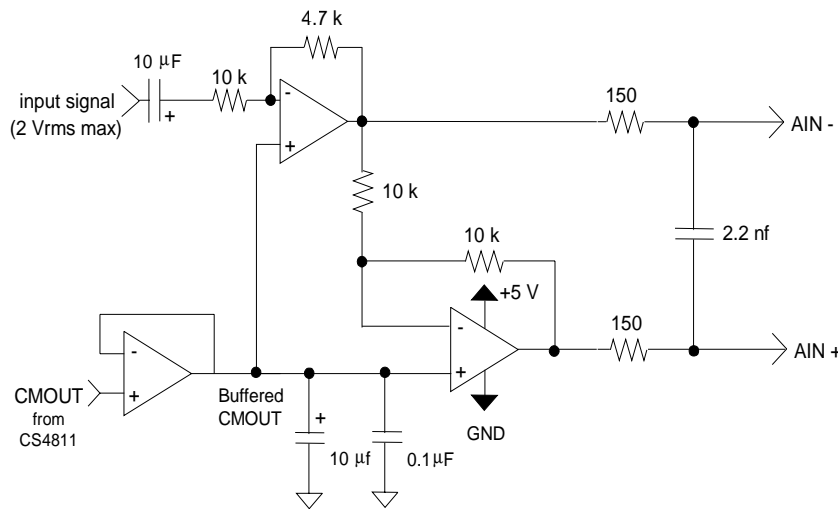 4.7 k
10 µF
10 k
input signal
(2 Vrms max)
+
-
+
150
AIN -
10 k
2.2 nf
10 k
+5 V
-
+
150
AIN +
GND
-
+
CMOUT
from
CS4811
Buffered
CMOUT
+
10 µf
0.1µF